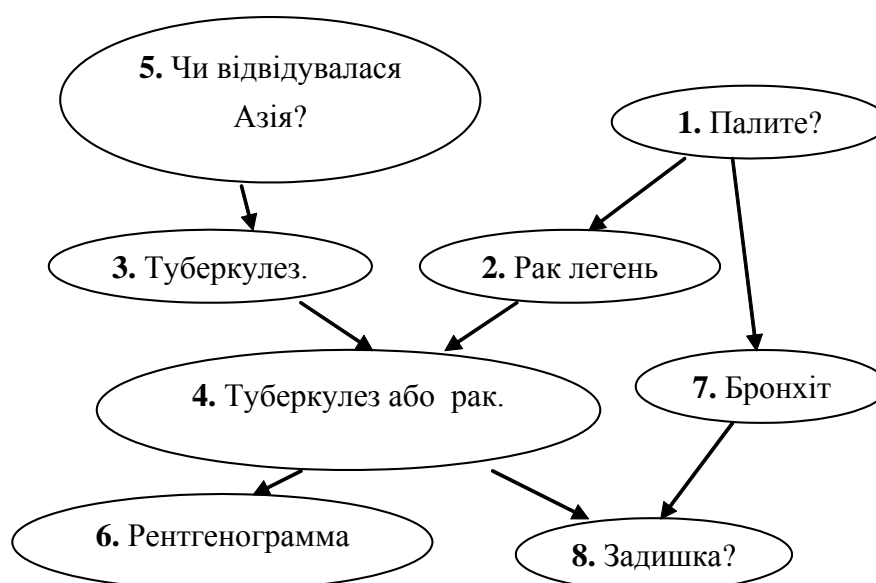 5. Чи відвідувалася
Азія?
1. Палите?
3. Туберкулез.
2. Рак легень
4. Туберкулез або рак.
7. Бронхіт
6. Рентгенограмма
8. Задишка?